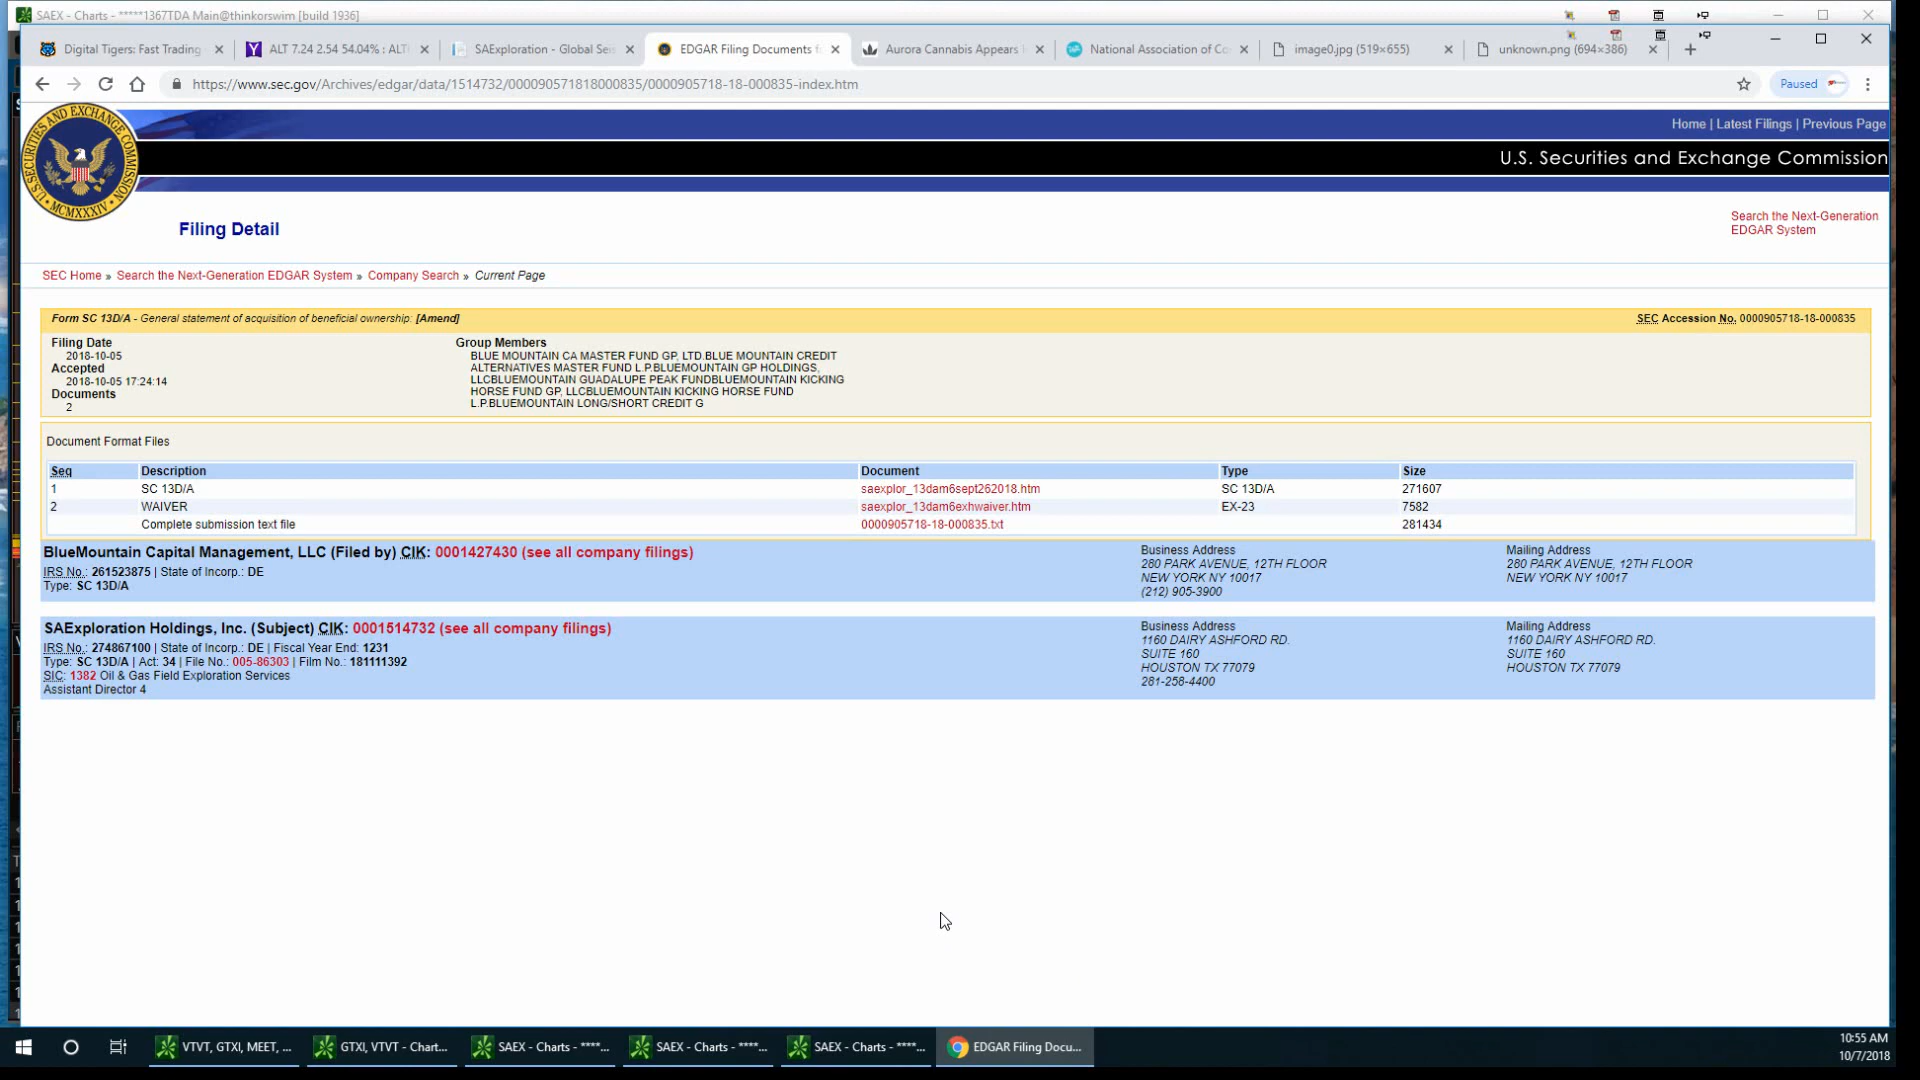 SAEX - Charts - *****1367TDA Main@thinkorswim [build 1936]
Digital Tigers: Fast Trading
ALT 7.24 2.54 54.04% : ALT
SAExploration - Global Sei
EDGAR Filing Documents f
Aurora Cannabis Appears
National Association of Co
image0.jpg (519×655)
unknown.png (694×386)
https://www.sec.gov/Archives/edgar/data/1514732/000090571818000835/0000905718-18-000835-index.htm
Paused
Home | Latest Filings | Previous Page
U.S. Securities and Exchange Commission
SECURITIES AND EXCHANGE COMMISSION
MCMXXXIV
Filing Detail
Search the Next-Generation
EDGAR System
SEC Home » Search the Next-Generation EDGAR System » Company Search » Current Page
Form SC 13D/A - General statement of acquisition of beneficial ownership: [Amend]
SEC Accession No. 0000905718-18-000835
Filing Date
2018-10-05
Accepted
2018-10-05 17:24:14
Documents
2
Group Members
BLUE MOUNTAIN CA MASTER FUND GP, LTD.BLUE MOUNTAIN CREDIT
ALTERNATIVES MASTER FUND L.P.BLUEMOUNTAIN GP HOLDINGS,
LLCBLUEMOUNTAIN GUADALUPE PEAK FUNDBLUEMOUNTAIN KICKING
HORSE FUND GP, LLCBLUEMOUNTAIN KICKING HORSE FUND
L.P.BLUEMOUNTAIN LONG/SHORT CREDIT G
Document Format Files
Seq Description Document Type Size
1 SC 13D/A saexplor_13dam6sept262018.htm SC 13D/A 271607
2 WAIVER saexplor_13dam6exhwaiver.htm EX-23 7582
Complete submission text file 0000905718-18-000835.txt 281434
BlueMountain Capital Management, LLC (Filed by) CIK: 0001427430 (see all company filings)
IRS No.: 261523875 | State of Incorp.: DE
Type: SC 13D/A
Business Address
280 PARK AVENUE, 12TH FLOOR
NEW YORK NY 10017
(212) 905-3900
Mailing Address
280 PARK AVENUE, 12TH FLOOR
NEW YORK NY 10017
SAExploration Holdings, Inc. (Subject) CIK: 0001514732 (see all company filings)
IRS No.: 274867100 | State of Incorp.: DE | Fiscal Year End: 1231
Type: SC 13D/A | Act: 34 | File No.: 005-86303 | Film No.: 181111392
SIC: 1382 Oil & Gas Field Exploration Services
Assistant Director 4
Business Address
1160 DAIRY ASHFORD RD.
SUITE 160
HOUSTON TX 77079
281-258-4400
Mailing Address
1160 DAIRY ASHFORD RD.
SUITE 160
HOUSTON TX 77079
VTVT, GTXI, MEET, ...
GTXI, VTVT - Chart...
SAEX - Charts - ****...
SAEX - Charts - ****...
SAEX - Charts - ****...
EDGAR Filing Docu...
10:55 AM
10/7/2018